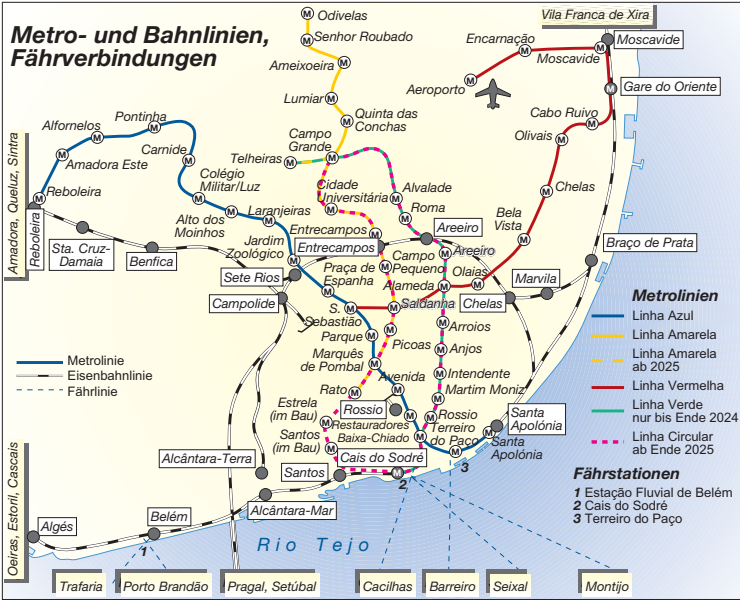 Metro- und Bahnlinien,
Fährverbindungen
Odivelas
Senhor Roubado
Ameixoeira
Lumiar
Quinta das
Conchas
Campo
Grande
Telheiras
Cidade
Universitária
Entrecampos
Entrecampos
Vila Franca de Xira
Encarnação
Moscavide
Moscavide
Aeroporto
Gare do Oriente
Cabo Ruivo
Olivais
Chelas
Bela
Vista
Braço de Prata
Pontinha
Alfornelos
Carnide
Amadora Este
Colégio
Militar/Luz
Reboleira
Reboleira
Amadora, Queluz, Sintra
Alto dos
Moinhos
Laranjeiras
Jardim
Zoológico
Sta. Cruz-
Damaia
Benfica
Sete Rios
Campolide
Praça de
Espanha
S.
Sebastião
Parque
Marquês
de Pombal
Alvalade
Roma
Areeiro
Areeiro
Campo
Pequeno
Olaias
Alameda
Saldanha
Chelas
Marvila
Picoas
Arroios
Anjos
Intendente
Martim Moniz
Avenida
Rato
Rossio
Rossio
Estrela
(im Bau)
Restauradores
Terreiro
do Paço
Baixa-Chiado
Santos
(im Bau)
Cais do Sodré
Santa
Apolónia
Santa
Apolónia
Santos
2
3
Alcântara-Terra
Alcântara-Mar
Belém
1
Algés
Oeiras, Estoril, Cascais
Rio Tejo
Trafaria
Porto Brandão
Pragal, Setúbal
Cacilhas
Barreiro
Seixal
Montijo
Metrolinie
Eisenbahnlinie
Fährlinie
Metrolinien
Linha Azul
Linha Amarela
Linha Amarela
ab 2025
Linha Vermelha
Linha Verde
nur bis Ende 2024
Linha Circular
ab Ende 2025
Fährstationen
1 Estação Fluvial de Belém
2 Cais do Sodré
3 Terreiro do Paço